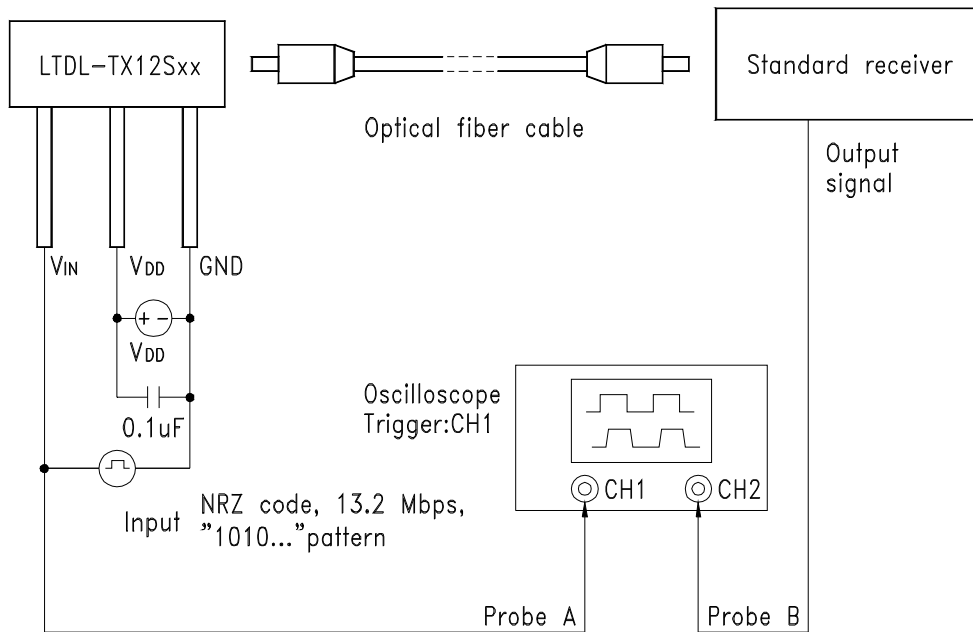 LTDL-TX12Sxx
Standard receiver
Optical fiber cable
Output
signal
VIN
VDD
GND
+ -
VDD
0.1uF
Oscilloscope
Trigger:CH1
CH1
CH2
Input
NRZ code, 13.2 Mbps,
"1010..."pattern
Probe A
Probe B